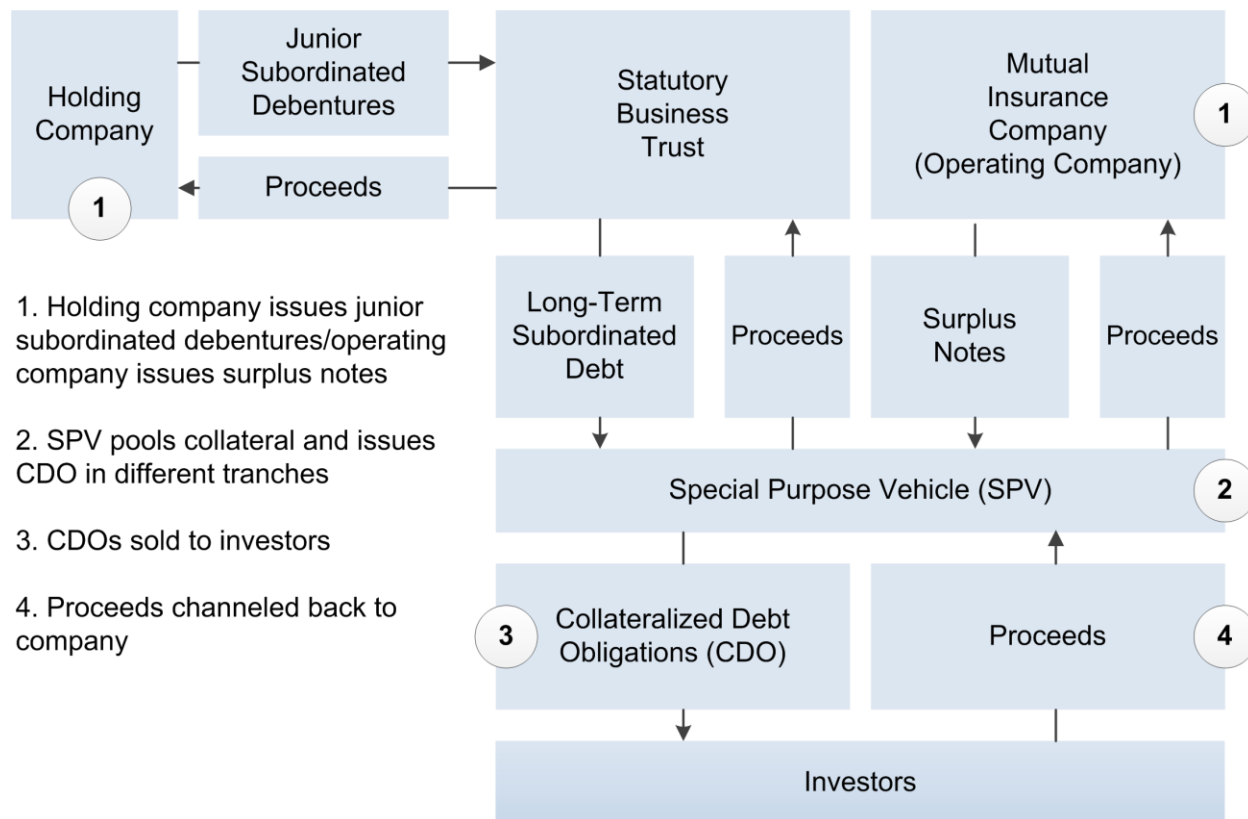 Holding
Company
1
Junior
Subordinated
Debentures
Proceeds
Statutory
Business
Trust
Mutual
Insurance
Company
(Operating Company)
1
Long-Term
Subordinated
Debt
Proceeds
Surplus
Notes
Proceeds
1. Holding company issues junior
subordinated debentures/operating
company issues surplus notes
2. SPV pools collateral and issues
CDO in different tranches
3. CDOs sold to investors
4. Proceeds channeled back to
company
Special Purpose Vehicle (SPV)
2
3
Collateralized Debt
Obligations (CDO)
Proceeds
4
Investors